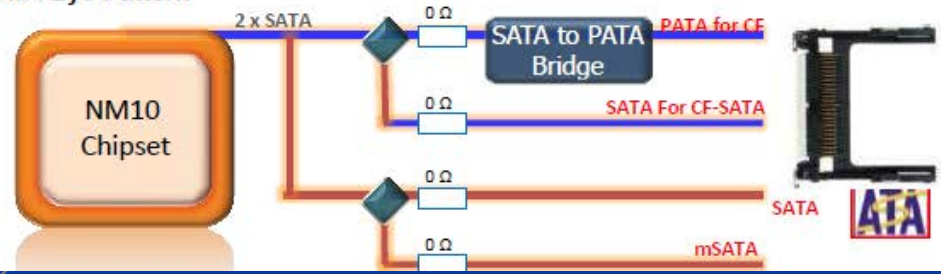 2 x SATA
0 Ω
SATA to PATA
Bridge
PATA for CF
NM10
Chipset
0 Ω
SATA For CF-SATA
0 Ω
SATA
ATA
0 Ω
mSATA